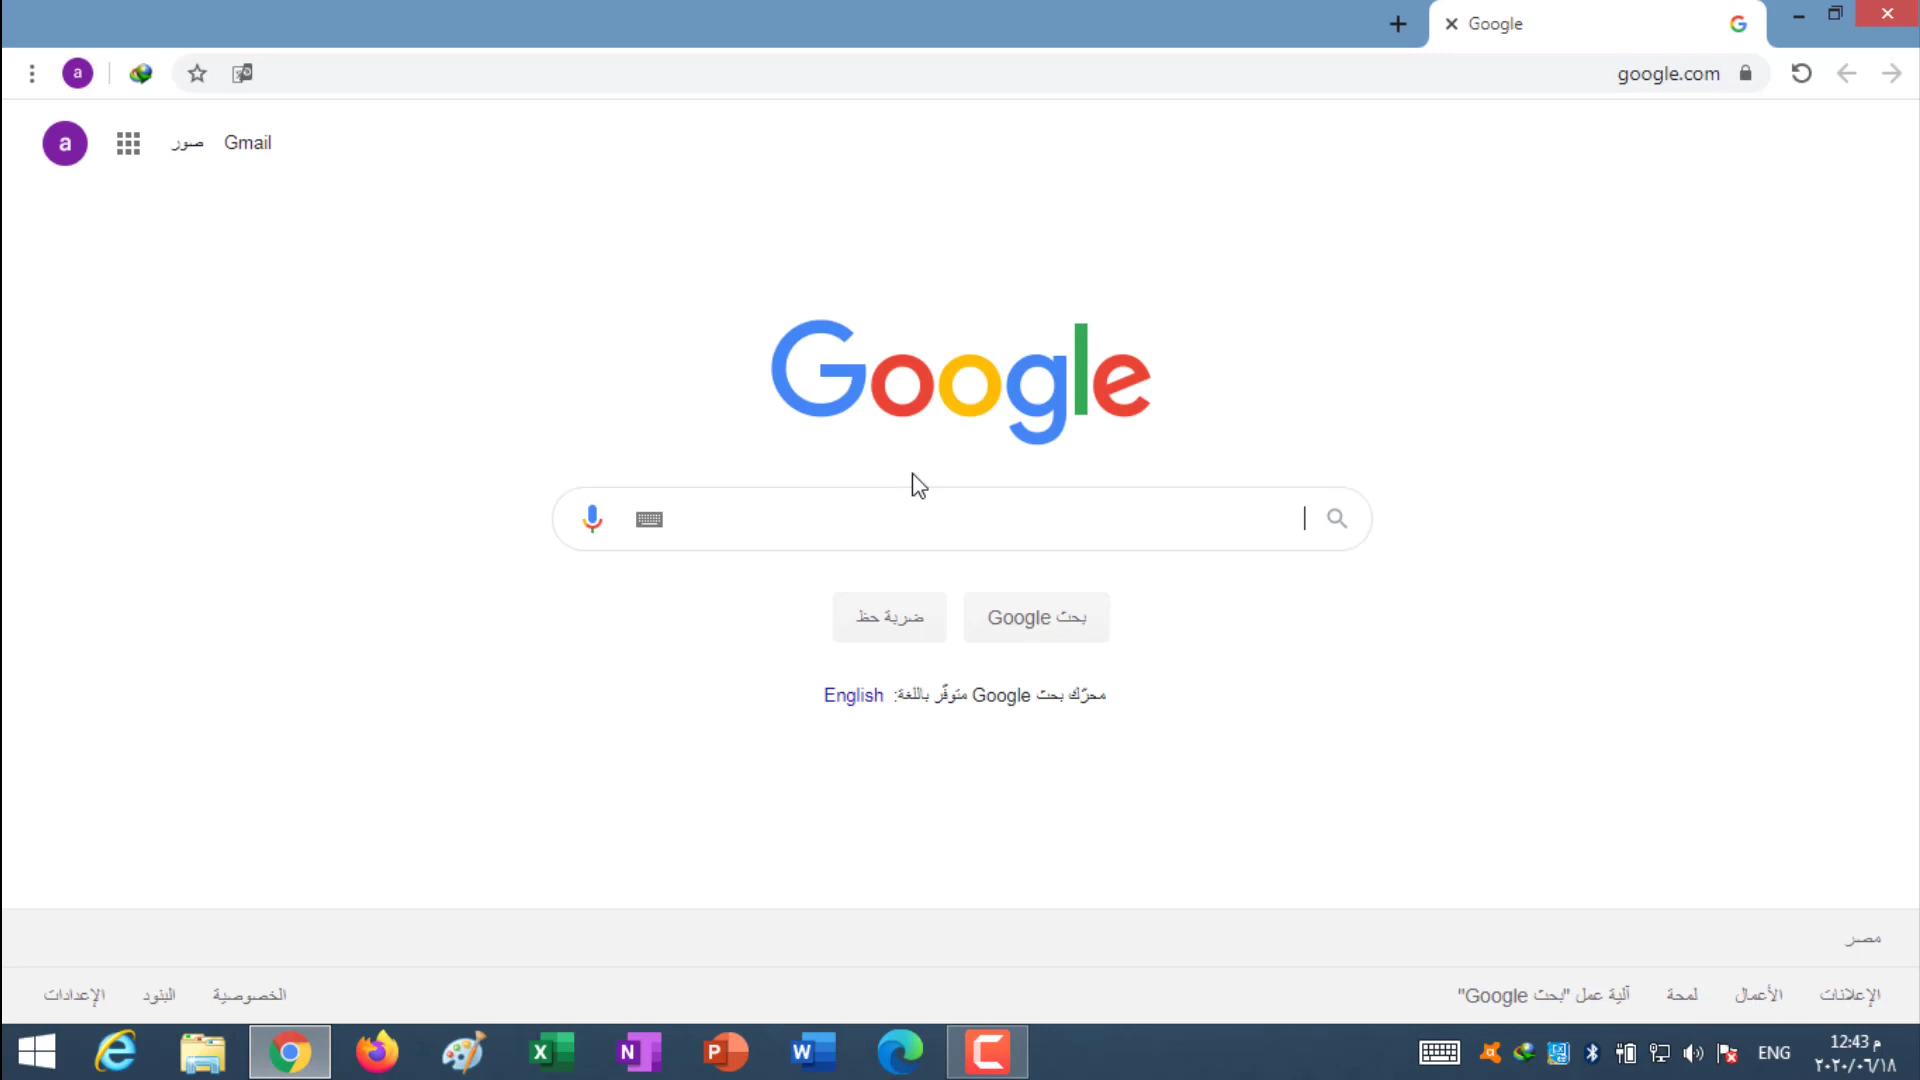 Google
google.com
a
Gmail
صور
a
Google
بحث Google
ضربة حظ
محرّك بحث Google متوفّر باللغة: English
مصر
الإعلانات
الأعمال
لمحة
آلية عمل "بحث Google"
الخصوصية
البنود
الإعدادات
ENG
12:43 م
٢٠٢٠/٠٦/١٨